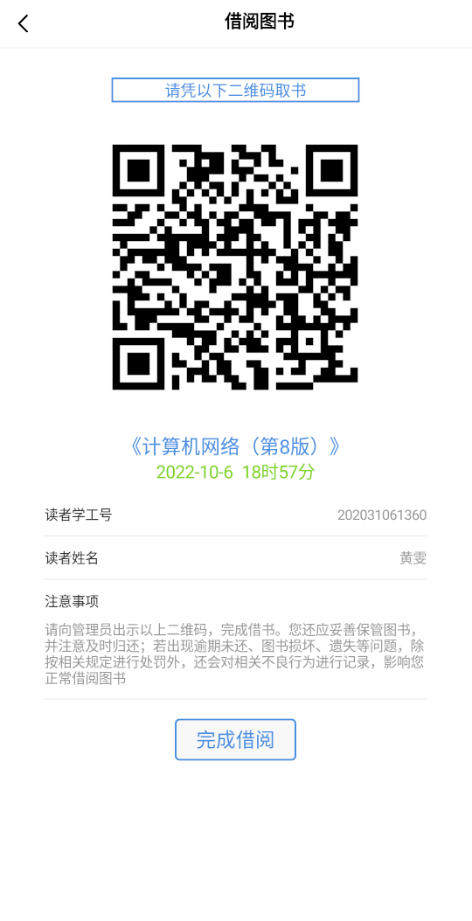 借阅图书
请凭以下二维码取书
《计算机网络（第8版）》
2022-10-6 18时57分
读者学工号 202031061360
读者姓名 黄雯
注意事项
请向管理员出示以上二维码，完成借书。您还应妥善保管图书，
并注意及时归还；若出现逾期未还、图书损坏、遗失等问题，除
按相关规定进行处罚外，还会对相关不良行为进行记录，影响您
正常借阅图书
完成借阅